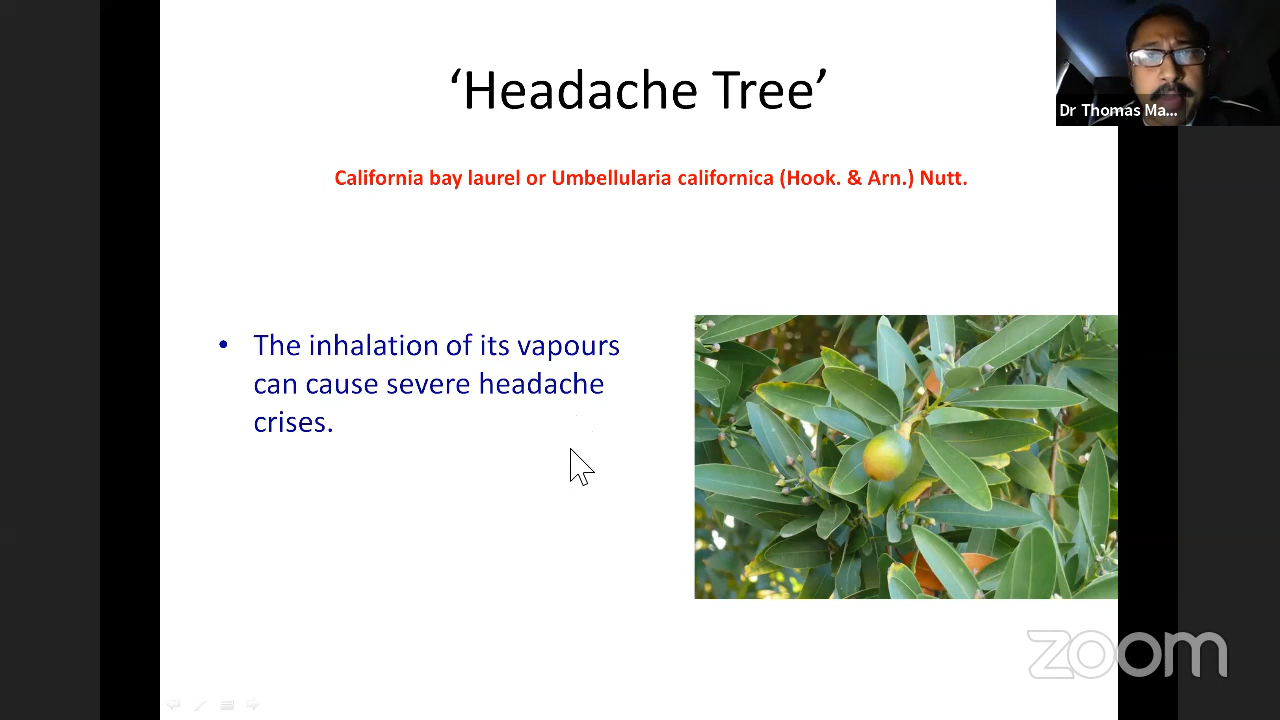 ‘Headache Tree’
Dr Thomas Ma...
California bay laurel or Umbellularia californica (Hook. & Arn.) Nutt.
• The inhalation of its vapours
can cause severe headache
crises.
zoom